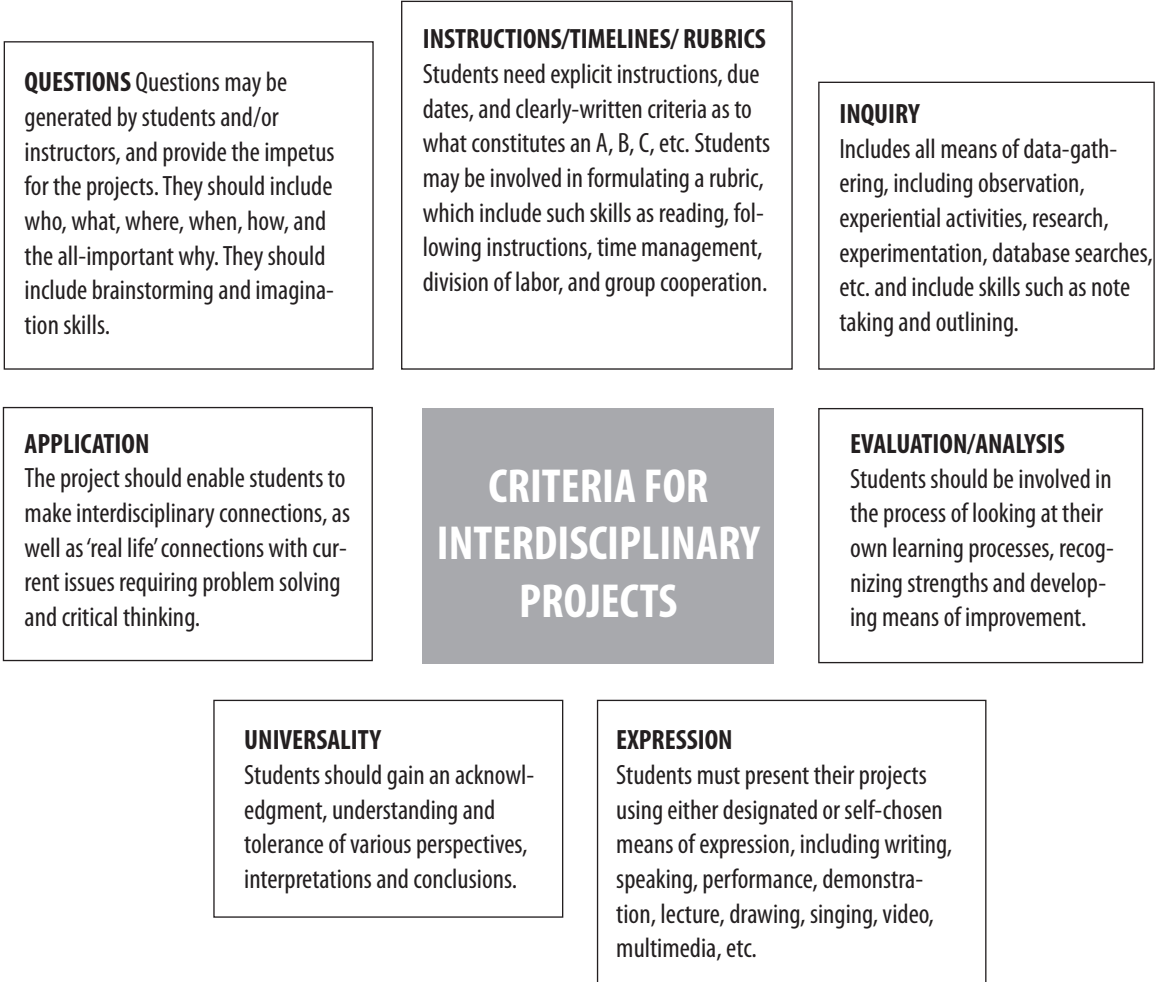 QUESTIONS Questions may be
generated by students and/or
instructors, and provide the impetus
for the projects. They should include
who, what, where, when, how, and
the all-important why. They should
include brainstorming and imagina-
tion skills.
INSTRUCTIONS/TIMELINES/ RUBRICS
Students need explicit instructions, due
dates, and clearly-written criteria as to
what constitutes an A, B, C, etc. Students
may be involved in formulating a rubric,
which include such skills as reading, fol-
lowing instructions, time management,
division of labor, and group cooperation.
INQUIRY
Includes all means of data-gath-
ering, including observation,
experiential activities, research,
experimentation, database searches,
etc. and include skills such as note
taking and outlining.
APPLICATION
The project should enable students to
make interdisciplinary connections, as
well as ‘real life’ connections with cur-
rent issues requiring problem solving
and critical thinking.
CRITERIA FOR
INTERDISCIPLINARY
PROJECTS
EVALUATION/ANALYSIS
Students should be involved in
the process of looking at their
own learning processes, recog-
nizing strengths and develop-
ing means of improvement.
UNIVERSALITY
Students should gain an acknowl-
edgment, understanding and
tolerance of various perspectives,
interpretations and conclusions.
EXPRESSION
Students must present their projects
using either designated or self-chosen
means of expression, including writing,
speaking, performance, demonstra-
tion, lecture, drawing, singing, video,
multimedia, etc.